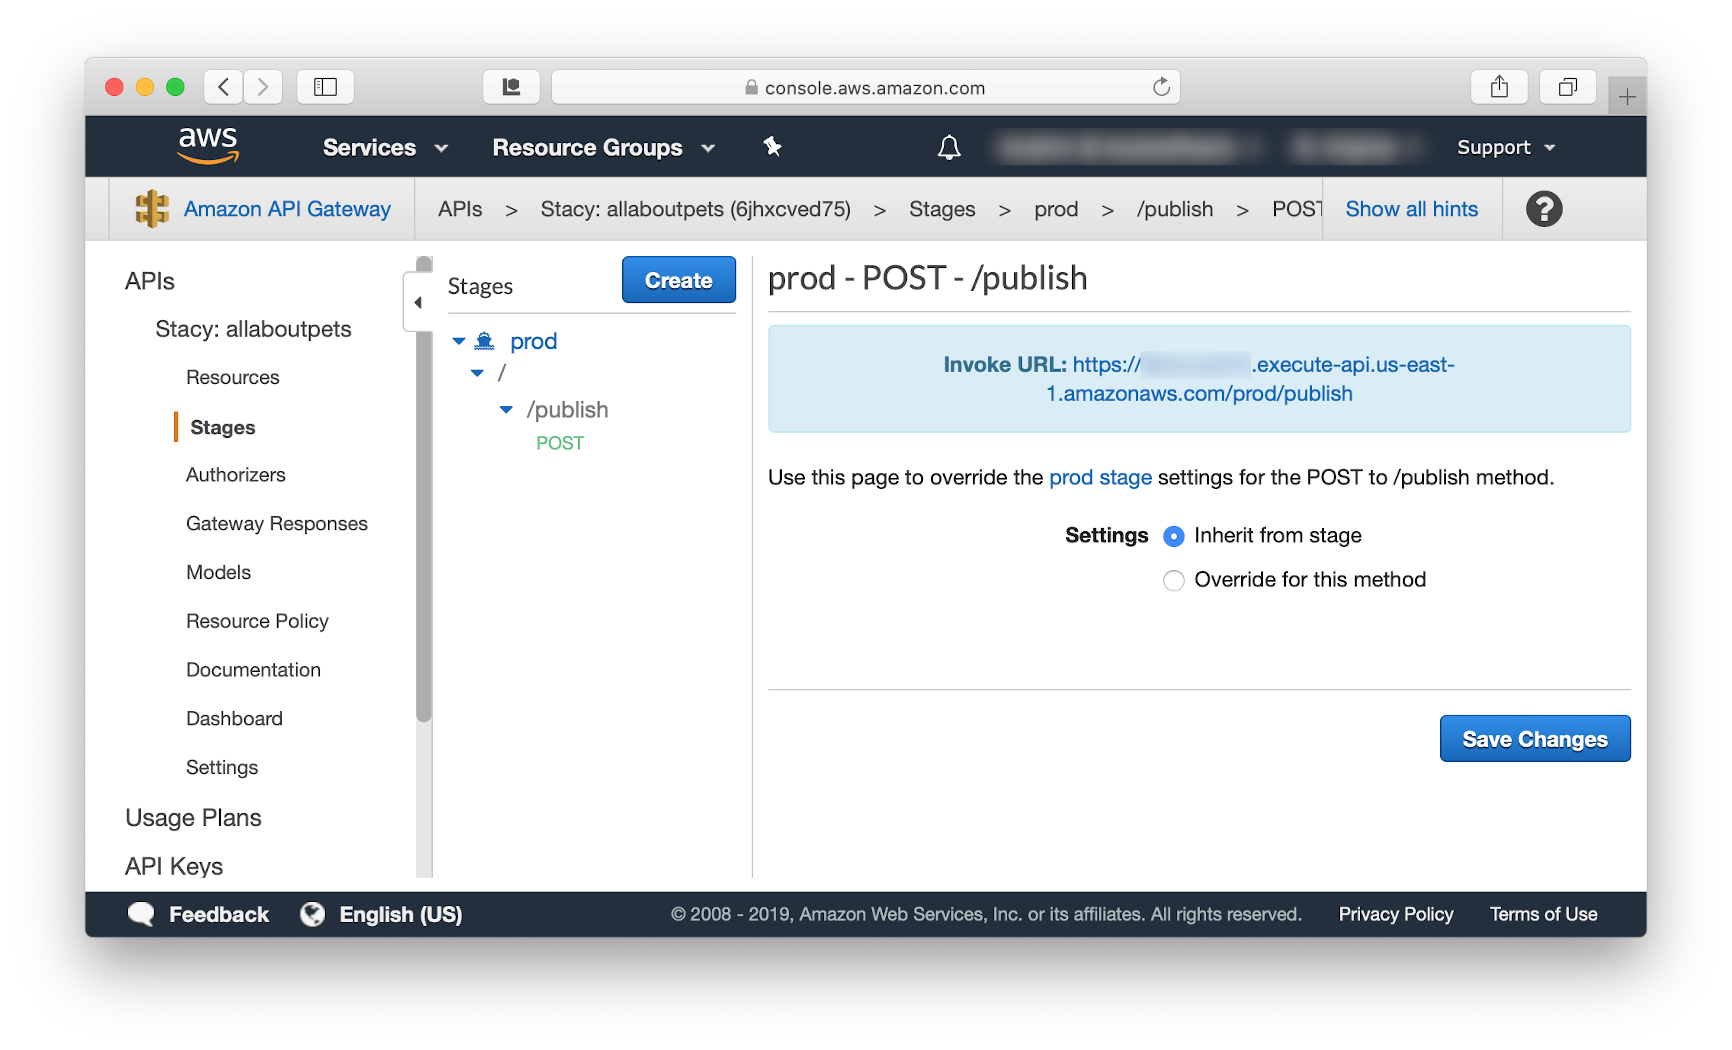 console.aws.amazon.com
aws Services Resource Groups Support
Amazon API Gateway APIs > Stacy: allaboutpets (6jhxcved75) > Stages > prod > /publish > POST Show all hints ?
APIs
Stacy: allaboutpets
Resources
Stages
Authorizers
Gateway Responses
Models
Resource Policy
Documentation
Dashboard
Settings
Usage Plans
API Keys
Stages Create
prod
/
/publish
POST
prod - POST - /publish
Invoke URL: https:// .execute-api.us-east-
1.amazonaws.com/prod/publish
Use this page to override the prod stage settings for the POST to /publish method.
Settings Inherit from stage
Override for this method
Save Changes
Feedback English (US) © 2008 - 2019, Amazon Web Services, Inc. or its affiliates. All rights reserved. Privacy Policy Terms of Use